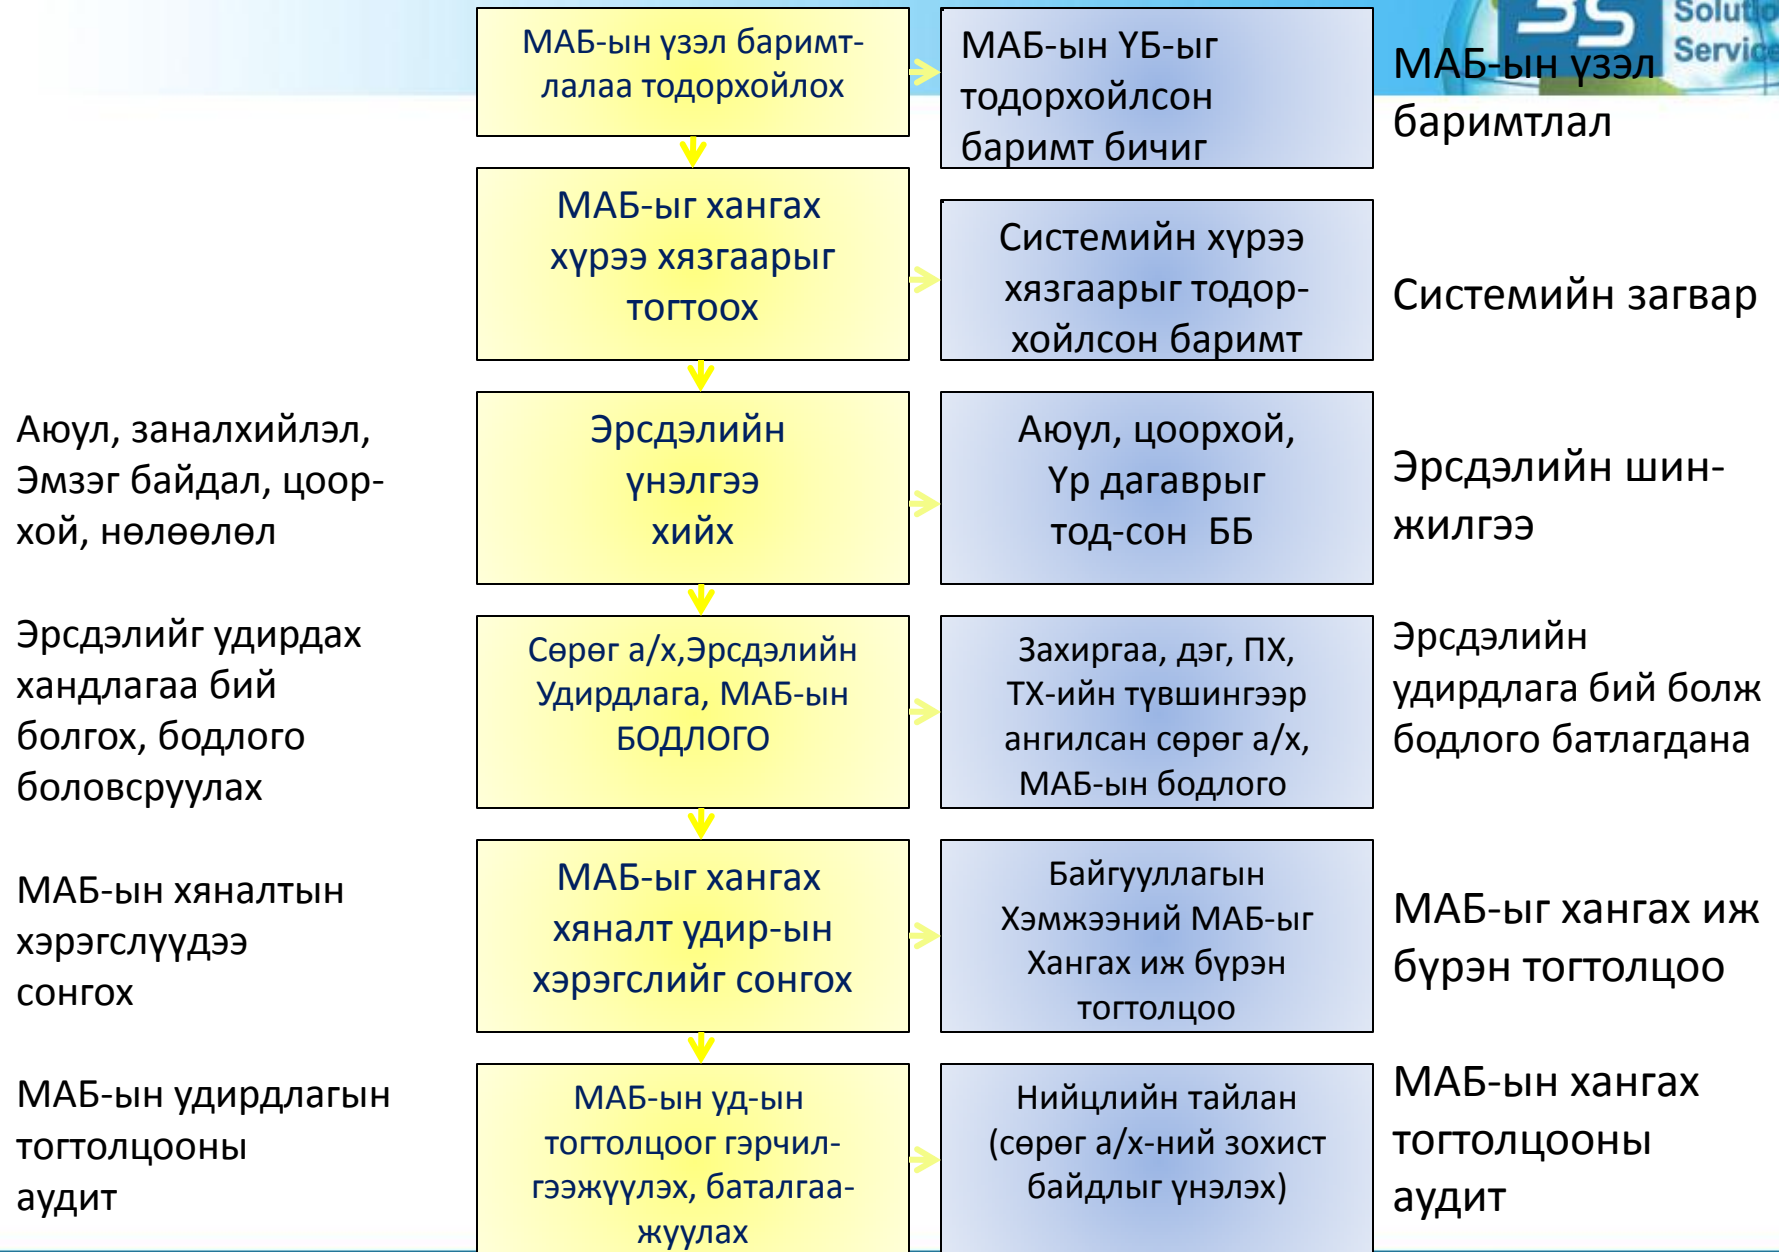 3S
Solutio
Service
МАБ-ын үзэл баримт-
лалаа тодорхойлох
МАБ-ын ҮБ-ыг
тодорхойлсон
баримт бичиг
МАБ-ын үзэл
баримтлал
МАБ-ыг хангах
хүрээ хязгаарыг
тогтоох
Системийн хүрээ
хязгаарыг тодор-
хойлсон баримт
Системийн загвар
Аюул, заналхийлэл,
Эмзэг байдал, цоор-
хой, нөлөөлөл
Эрсдэлийн
үнэлгээ
хийх
Аюул, цоорхой,
Үр дагаврыг
тод-сон ББ
Эрсдэлийн шин-
жилгээ
Эрсдэлийг удирдах
хандлагаа бий
болгох, бодлого
боловсруулах
Сөрөг а/х,Эрсдэлийн
Удирдлага, МАБ-ын
БОДЛОГО
Захиргаа, дэг, ПХ,
ТХ-ийн түвшингээр
ангилсан сөрөг а/х,
МАБ-ын бодлого
Эрсдэлийн
удирдлага бий болж
бодлого батлагдана
МАБ-ын хяналтын
хэрэгслүүдээ
сонгох
МАБ-ыг хангах
хяналт удир-ын
хэрэгслийг сонгох
Байгууллагын
Хэмжээний МАБ-ыг
Хангах иж бүрэн
тогтолцоо
МАБ-ыг хангах иж
бүрэн тогтолцоо
МАБ-ын удирдлагын
тогтолцооны
аудит
МАБ-ын уд-ын
тогтолцоог гэрчил-
гээжүүлэх, баталгаа-
жуулах
Нийцлийн тайлан
(сөрөг а/х-ний зохист
байдлыг үнэлэх)
МАБ-ын хангах
тогтолцооны
аудит